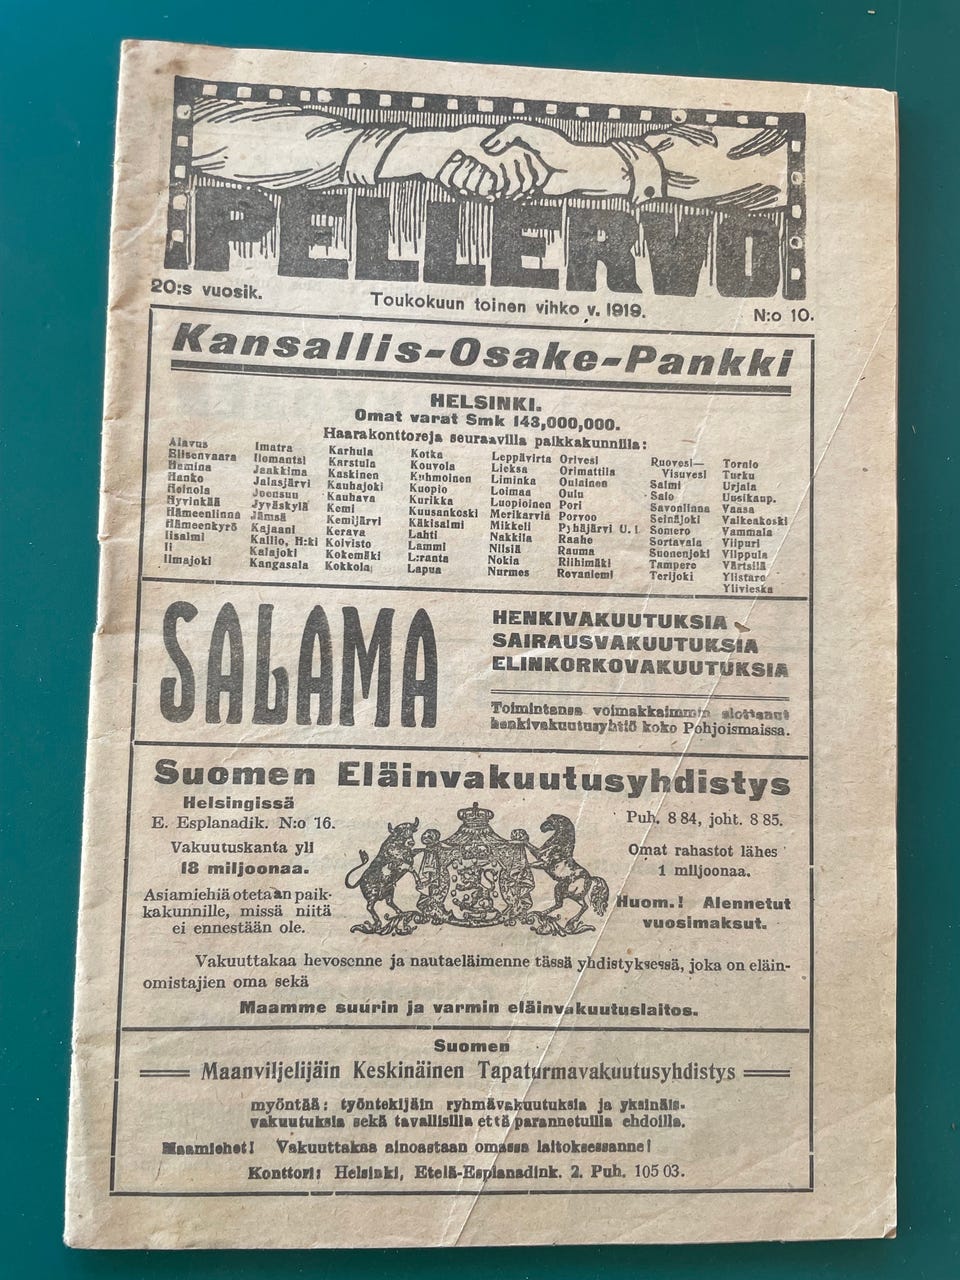 PELLERVO
20:s vuosik. Toukokuun toinen vihko v. 1919. N:o 10.
Kansallis-Osake-Pankki
HELSINKI.
Omat varat Smk 143,000,000.
Haarakonttoreja seuraavilla paikkakunnilla:
Alavus
Elisenvaara
Hamina
Hanko
Heinola
Hyvinkää
Hämeenlinna
Hämeenkyrö
Iisalmi
Ii
Ilmajoki
Imatra
Ilomantsi
Jaakkima
Jalasjärvi
Joensuu
Jyväskylä
Jämsä
Kajaani
Kallio, H:ki
Kalajoki
Kangasala
Karhula
Karstula
Kaskinen
Kauhajoki
Kauhava
Kemi
Kemijärvi
Kerava
Koivisto
Kokemäki
Kokkola
Kotka
Kouvola
Kuhmoinen
Kuopio
Kurikka
Kuusankoski
Käkisalmi
Lahti
Lammi
L:ranta
Lapua
Leppävirta
Lieksa
Liminka
Loimaa
Luopioinen
Merikarvia
Mikkeli
Nakkila
Nilsiä
Nokia
Nurmes
Orivesi
Orimattila
Oulainen
Oulu
Pori
Porvoo
Pyhäjärvi U. l.
Raahe
Rauma
Riihimäki
Rovaniemi
Ruovesi—
Visuvesi
Salmi
Salo
Savonlinna
Seinäjoki
Somero
Sortavala
Suonenjoki
Tampere
Terijoki
Tornio
Turku
Urjala
Uusikaup.
Vaasa
Valkeakoski
Vammala
Viipuri
Vilppula
Värtsilä
Ylistaro
Ylivieska
SALAMA
HENKIVAKUUTUKSIA
SAIRAUSVAKUUTUKSIA
ELINKORKOVAKUUTUKSIA
Toimintansa voimakkaimmin aloittanut
henkivakuutusyhtiö koko Pohjoismaissa.
Suomen Eläinvakuutusyhdistys
Helsingissä
E. Esplanadik. N:o 16.
Vakuutuskanta yli
18 miljoonaa.
Asiamiehiä otetaan paik-
kakunnille, missä niitä
ei ennestään ole.
Puh. 8 84, joht. 8 85.
Omat rahastot lähes
1 miljoonaa.
Huom.! Alennetut
vuosimaksut.
Vakuuttakaa hevosenne ja nautaeläimenne tässä yhdistyksessä, joka on eläin-
omistajien oma sekä
Maamme suurin ja varmin eläinvakuutuslaitos.
Suomen
Maanviljelijäin Keskinäinen Tapaturmavakuutusyhdistys
myöntää: työntekijäin ryhmävakuutuksia ja yksinäis-
vakuutuksia sekä tavallisilla että parannetuilla ehdoilla.
Maamiehet! Vakuuttakaa ainoastaan omassa laitoksessanne!
Konttori: Helsinki, Etelä-Esplanadink. 2. Puh. 105 03.